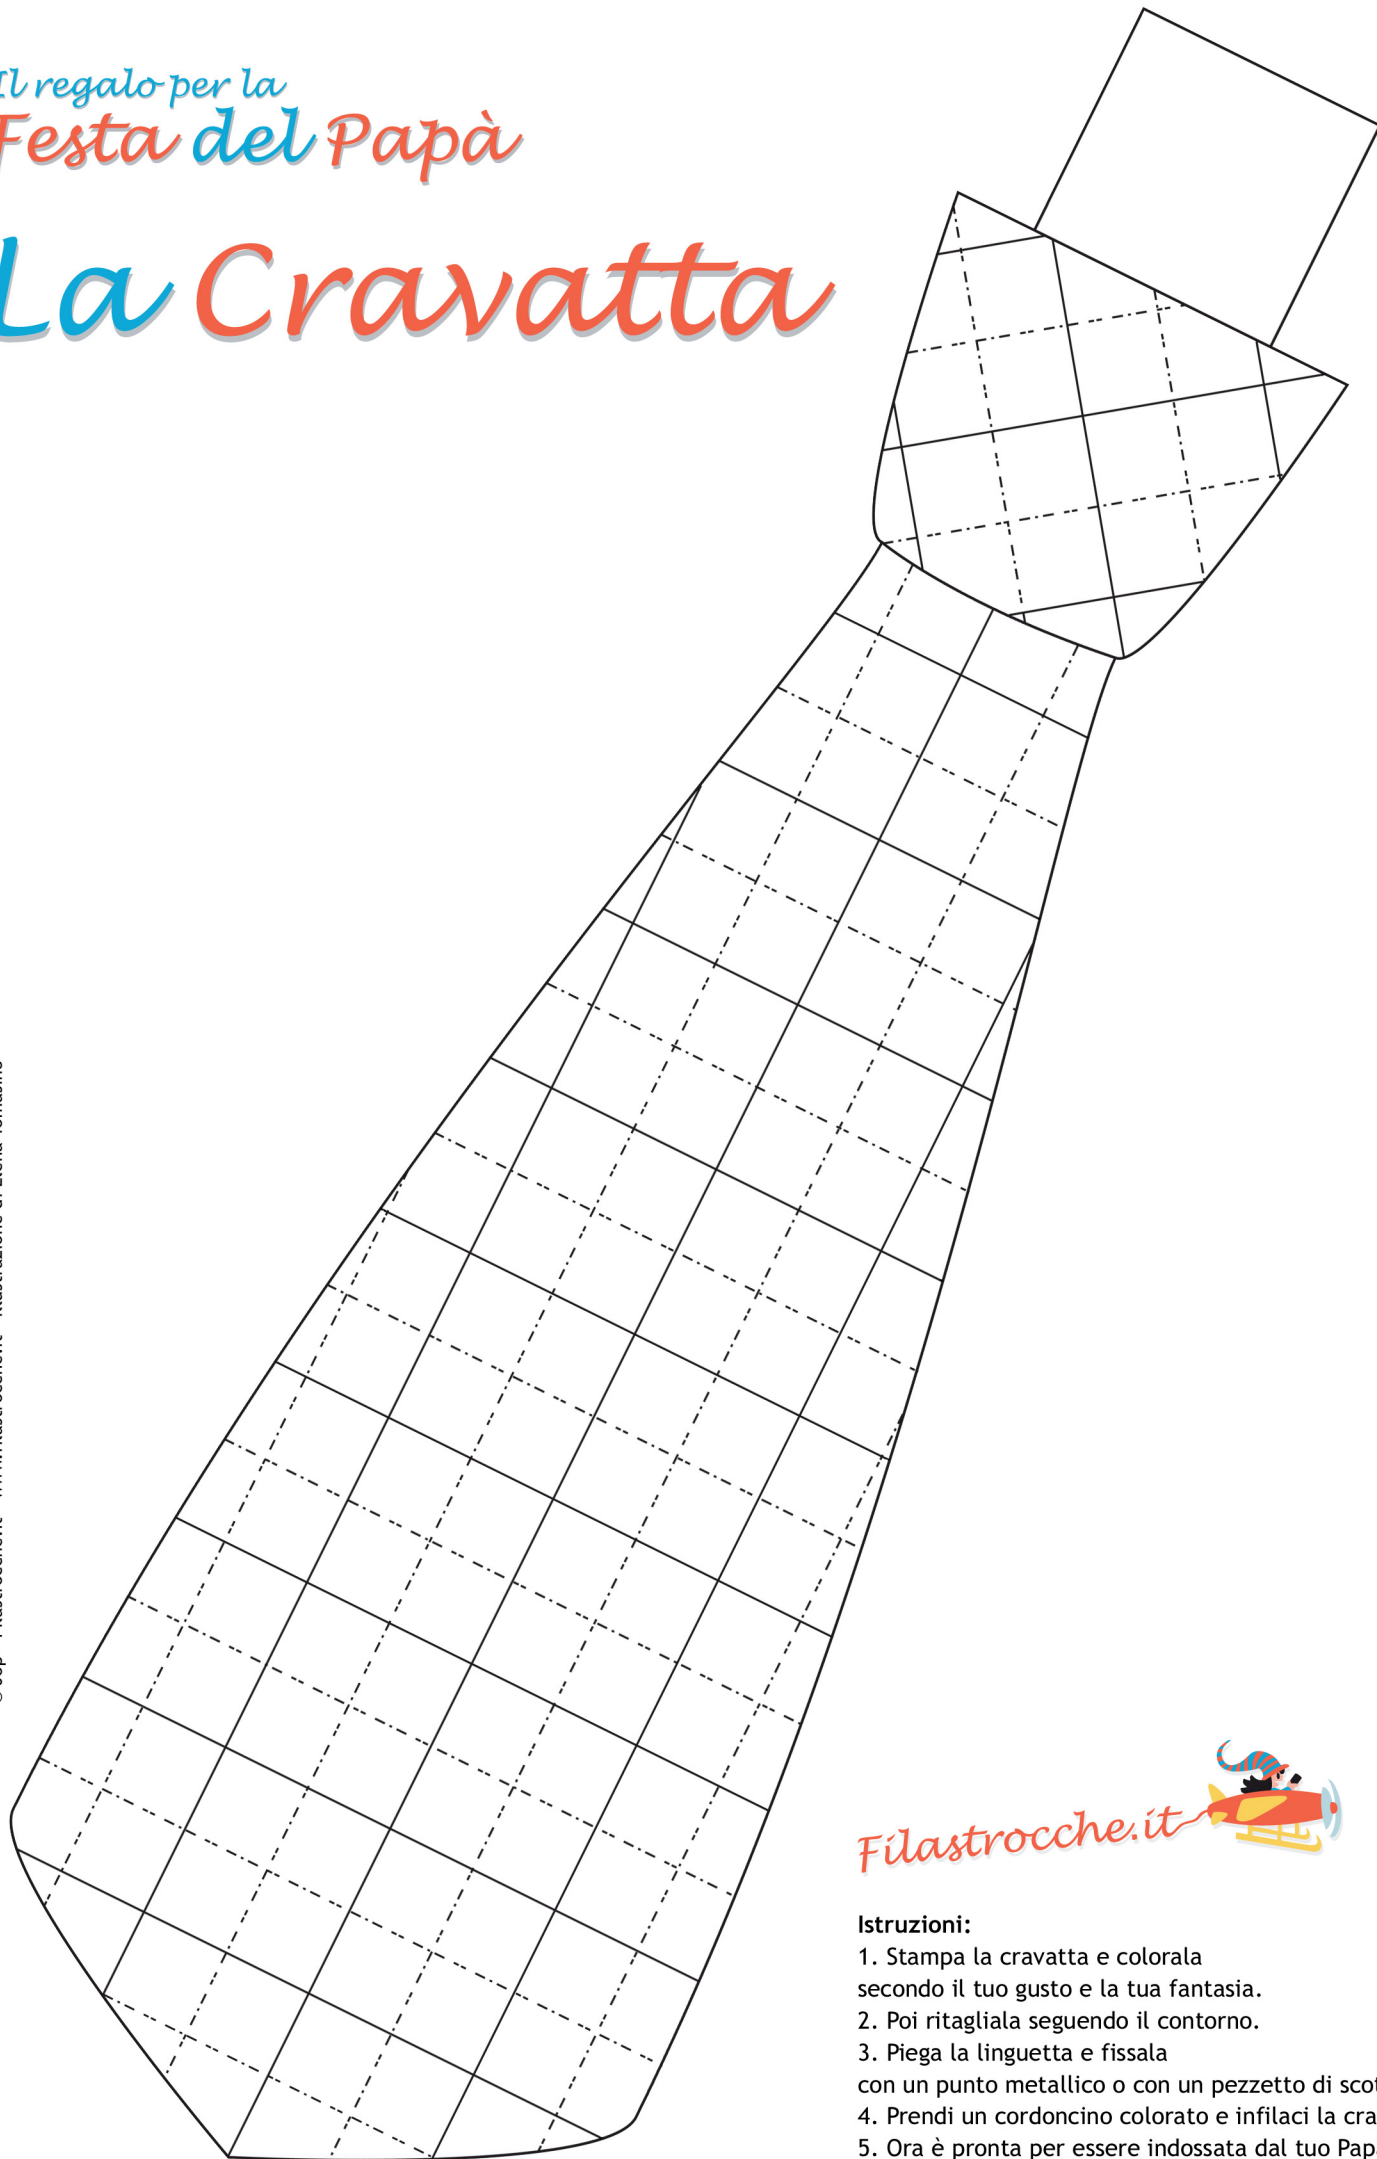 Il regalo per la
Festa del Papà
La Cravatta
Filastrocche.it
Istruzioni:
1. Stampa la cravatta e colorala
secondo il tuo gusto e la tua fantasia.
2. Poi ritagliala seguendo il contorno.
3. Piega la linguetta e fissala
con un punto metallico o con un pezzetto di
4. Prendi un cordoncino colorato e infilaci la
5. Ora è pronta per essere indossata dal tuo